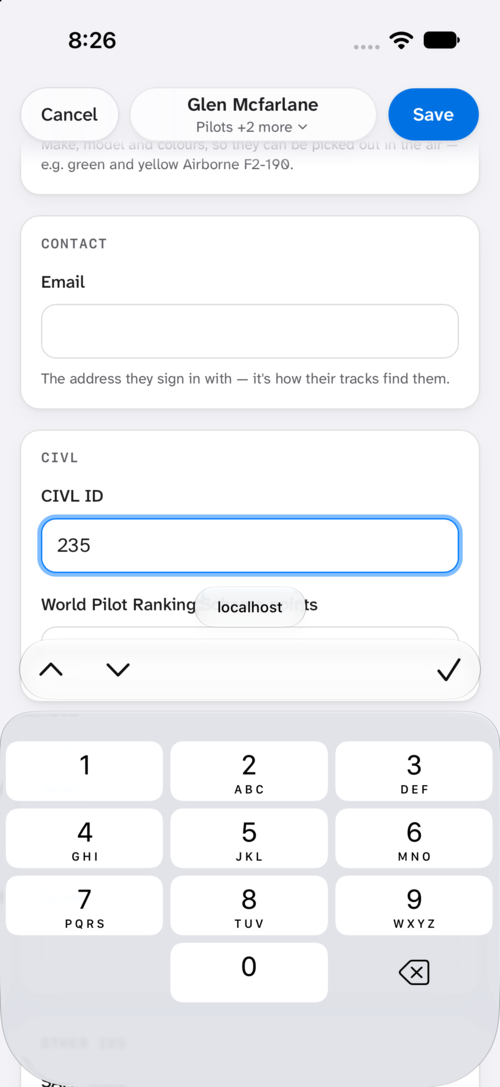 8:26
Cancel
Glen Mcfarlane
Pilots +2 more
Save
Make, model and colours, so they can be picked out in the air —
e.g. green and yellow Airborne F2-190.
CONTACT
Email
The address they sign in with — it's how their tracks find them.
CIVL
CIVL ID
235
World Pilot Ranking
localhost
1
2
ABC
3
DEF
4
GHI
5
JKL
6
MNO
7
PQRS
8
TUV
9
WXYZ
0
OTHER IDS